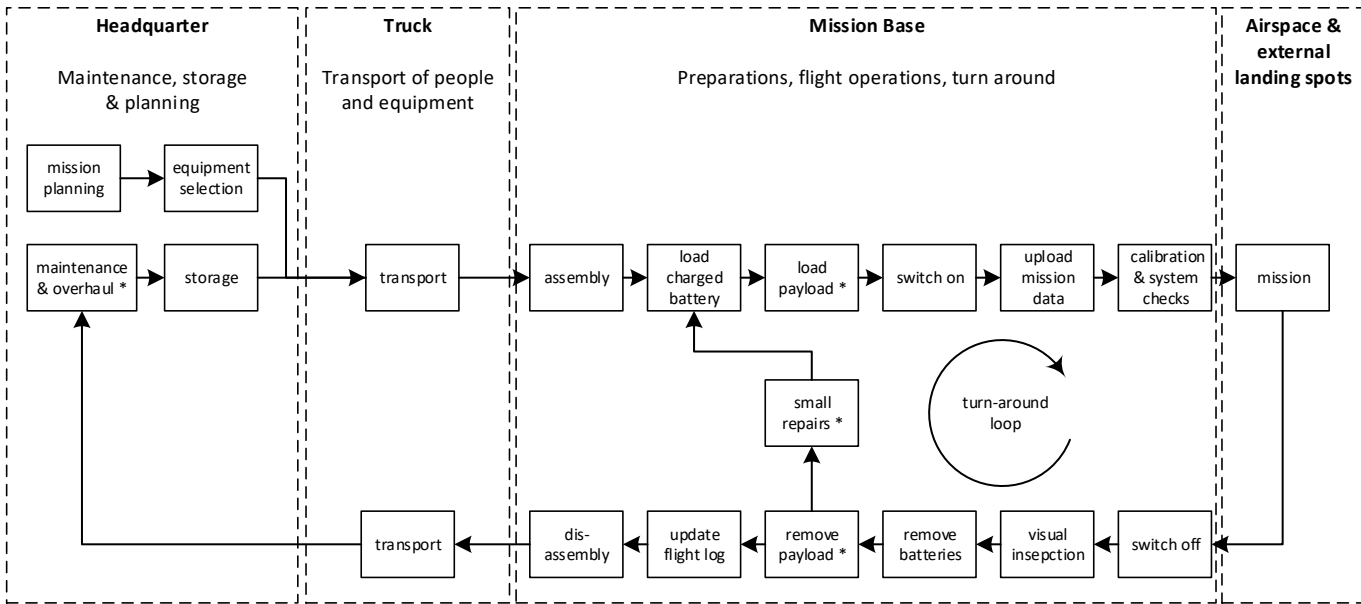 Headquarter
Maintenance, storage
& planning
Truck
Transport of people
and equipment
Mission Base
Preparations, flight operations, turn around
Airspace &
external
landing spots
mission
planning
equipment
selection
maintenance
& overhaul *
storage
transport
assembly
load
charged
battery
load
payload *
switch on
upload
mission
data
calibration
& system
checks
mission
small
repairs *
turn-around
loop
transport
dis-
assembly
update
flight log
remove
payload *
remove
batteries
visual
insepction
switch off